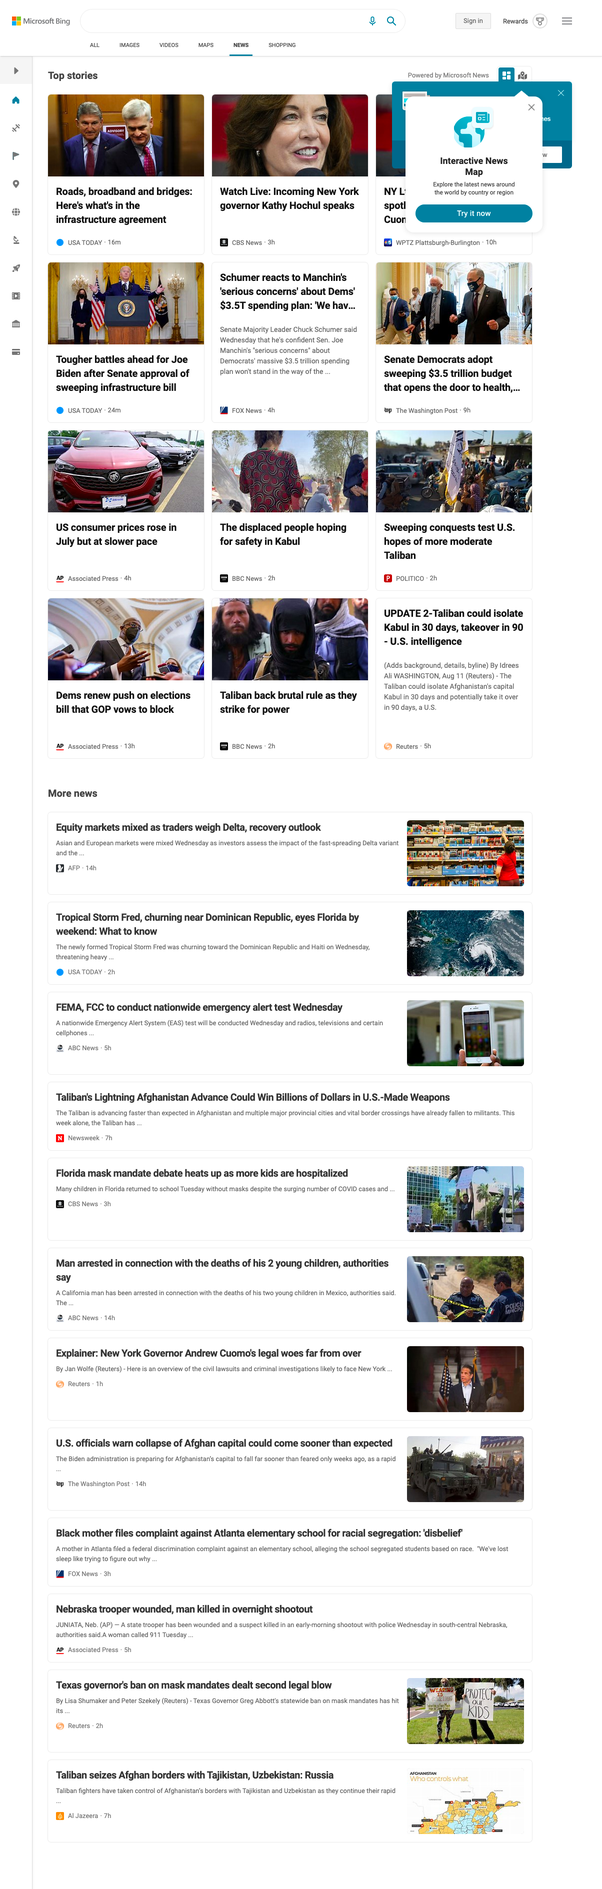 Microsoft Bing
Sign in
Rewards
ALL
IMAGES
VIDEOS
MAPS
NEWS
SHOPPING
Top stories
Powered by Microsoft News
Interactive News
Map
Explore the latest news around
the world by country or region
Try it now
Roads, broadband and bridges:
Here's what's in the
infrastructure agreement
USA TODAY · 16m
Watch Live: Incoming New York
governor Kathy Hochul speaks
CBS News · 3h
WPTZ Plattsburgh-Burlington · 10h
Tougher battles ahead for Joe
Biden after Senate approval of
sweeping infrastructure bill
USA TODAY · 24m
Schumer reacts to Manchin's
'serious concerns' about Dems'
$3.5T spending plan: 'We hav...
Senate Majority Leader Chuck Schumer said
Wednesday that he's confident Sen. Joe
Manchin's "serious concerns" about
Democrats' massive $3.5 trillion spending
plan won't stand in the way of the ...
FOX News · 4h
Senate Democrats adopt
sweeping $3.5 trillion budget
that opens the door to health,...
The Washington Post · 9h
US consumer prices rose in
July but at slower pace
Associated Press · 4h
The displaced people hoping
for safety in Kabul
BBC News · 2h
Sweeping conquests test U.S.
hopes of more moderate
Taliban
POLITICO · 2h
Dems renew push on elections
bill that GOP vows to block
Associated Press · 13h
Taliban back brutal rule as they
strike for power
BBC News · 2h
UPDATE 2-Taliban could isolate
Kabul in 30 days, takeover in 90
- U.S. intelligence
(Adds background, details, byline) By Idrees
Ali WASHINGTON, Aug 11 (Reuters) - The
Taliban could isolate Afghanistan's capital
Kabul in 30 days and potentially take it over
in 90 days, a U.S.
Reuters · 5h
More news
Equity markets mixed as traders weigh Delta, recovery outlook
Asian and European markets were mixed Wednesday as investors assess the impact of the fast-spreading Delta variant
and the ...
AFP · 14h
Tropical Storm Fred, churning near Dominican Republic, eyes Florida by
weekend: What to know
The newly formed Tropical Storm Fred was churning toward the Dominican Republic and Haiti on Wednesday,
threatening heavy ...
USA TODAY · 2h
FEMA, FCC to conduct nationwide emergency alert test Wednesday
A nationwide Emergency Alert System (EAS) test will be conducted Wednesday and radios, televisions and certain
cellphones ...
ABC News · 5h
Taliban's Lightning Afghanistan Advance Could Win Billions of Dollars in U.S.-Made Weapons
The Taliban is advancing faster than expected in Afghanistan and multiple major provincial cities and vital border crossings have already fallen to militants. This
week alone, the Taliban has ...
Newsweek · 7h
Florida mask mandate debate heats up as more kids are hospitalized
Many children in Florida returned to school Tuesday without masks despite the surging number of COVID cases and ...
CBS News · 3h
Man arrested in connection with the deaths of his 2 young children, authorities
say
A California man has been arrested in connection with the deaths of his two young children in Mexico, authorities said.
The ...
ABC News · 14h
Explainer: New York Governor Andrew Cuomo's legal woes far from over
By Jan Wolfe (Reuters) - Here is an overview of the civil lawsuits and criminal investigations likely to face New York ...
Reuters · 1h
U.S. officials warn collapse of Afghan capital could come sooner than expected
The Biden administration is preparing for Afghanistan's capital to fall far sooner than feared only weeks ago, as a rapid
...
The Washington Post · 14h
Black mother files complaint against Atlanta elementary school for racial segregation: 'disbelief'
A mother in Atlanta filed a federal discrimination complaint against an elementary school, alleging the school segregated students based on race. "We've lost
sleep like trying to figure out why ...
FOX News · 3h
Nebraska trooper wounded, man killed in overnight shootout
JUNIATA, Neb. (AP) — A state trooper has been wounded and a suspect killed in an early-morning shootout with police Wednesday in south-central Nebraska,
authorities said.A woman called 911 Tuesday ...
Associated Press · 5h
Texas governor's ban on mask mandates dealt second legal blow
By Lisa Shumaker and Peter Szekely (Reuters) - Texas Governor Greg Abbott's statewide ban on mask mandates has hit
its ...
Reuters · 2h
PROTECT
OUR
KIDS
Taliban seizes Afghan borders with Tajikistan, Uzbekistan: Russia
Taliban fighters have taken control of Afghanistan's borders with Tajikistan and Uzbekistan as they continue their rapid
...
Al Jazeera · 7h
AFGHANISTAN
Who controls what